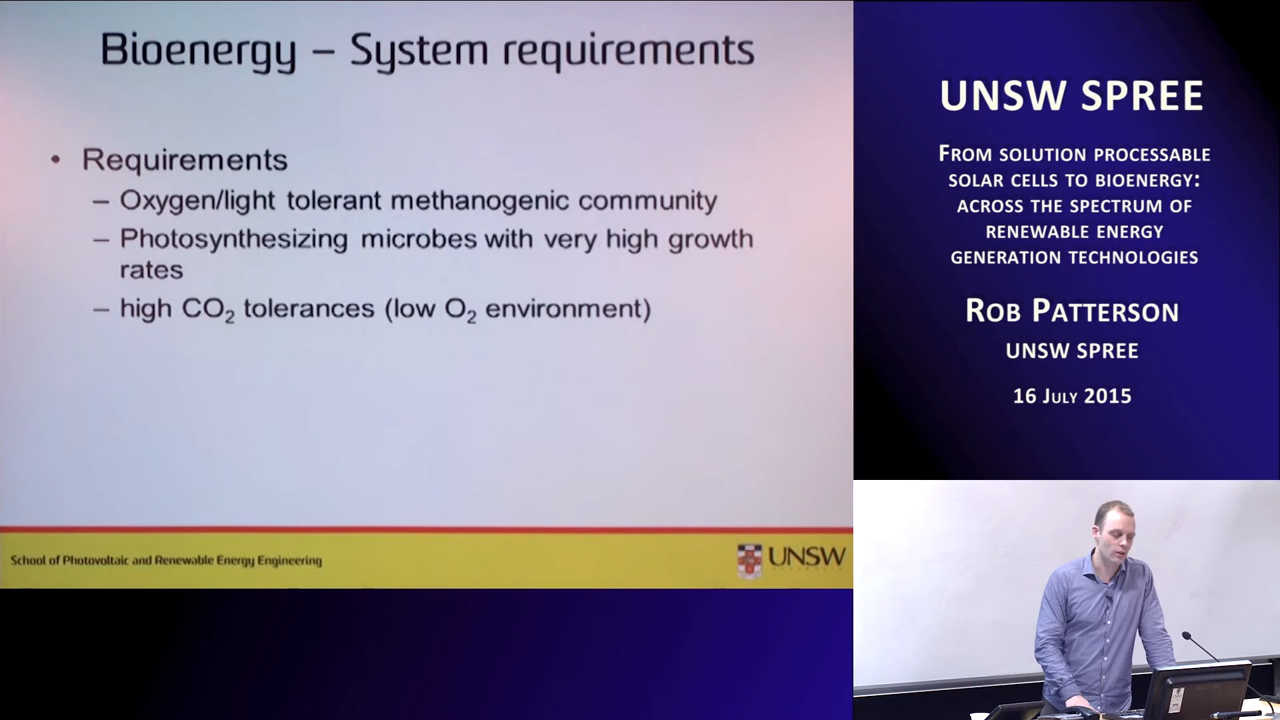 Bioenergy – System requirements
• Requirements
– Oxygen/light tolerant methanogenic community
– Photosynthesizing microbes with very high growth
rates
– high CO₂ tolerances (low O₂ environment)
School of Photovoltaic and Renewable Energy Engineering
UNSW
UNSW SPREE
FROM SOLUTION PROCESSABLE
SOLAR CELLS TO BIOENERGY:
ACROSS THE SPECTRUM OF
RENEWABLE ENERGY
GENERATION TECHNOLOGIES
ROB PATTERSON
UNSW SPREE
16 JULY 2015